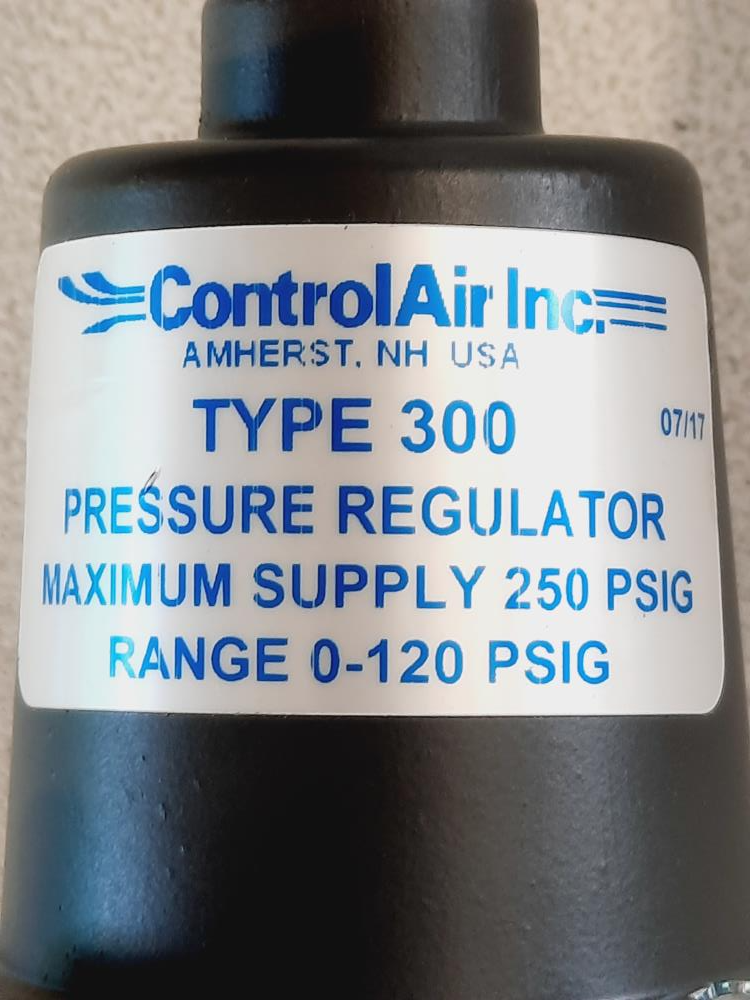 ControlAir Inc.
AMHERST, NH USA
TYPE 300
07/17
PRESSURE REGULATOR
MAXIMUM SUPPLY 250 PSIG
RANGE 0-120 PSIG